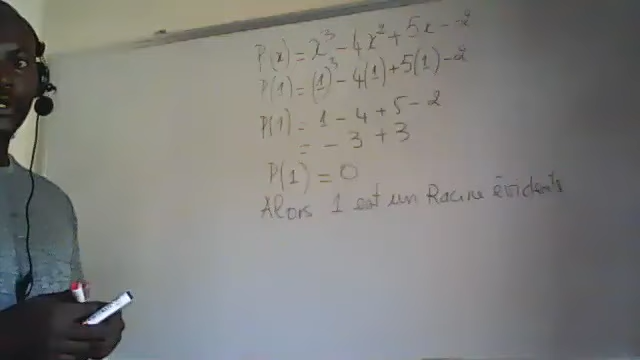 P(x) = x³ - 4x² + 5x - 2
P(1) = (1)³ - 4(1) + 5(1) - 2
P(1) = 1 - 4 + 5 - 2
= - 3 + 3
P(1) = 0
Alors 1 est un Racine évidente